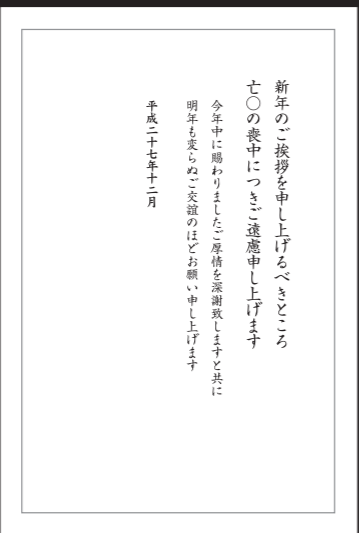 新年のご挨拶を申し上げるべきところ
亡〇の喪中につきご遠慮申し上げます
今年中に賜わりましたご厚情を深謝致しますと共に
明年も変らぬご交誼のほどお願い申し上げます
平成二十七年十二月